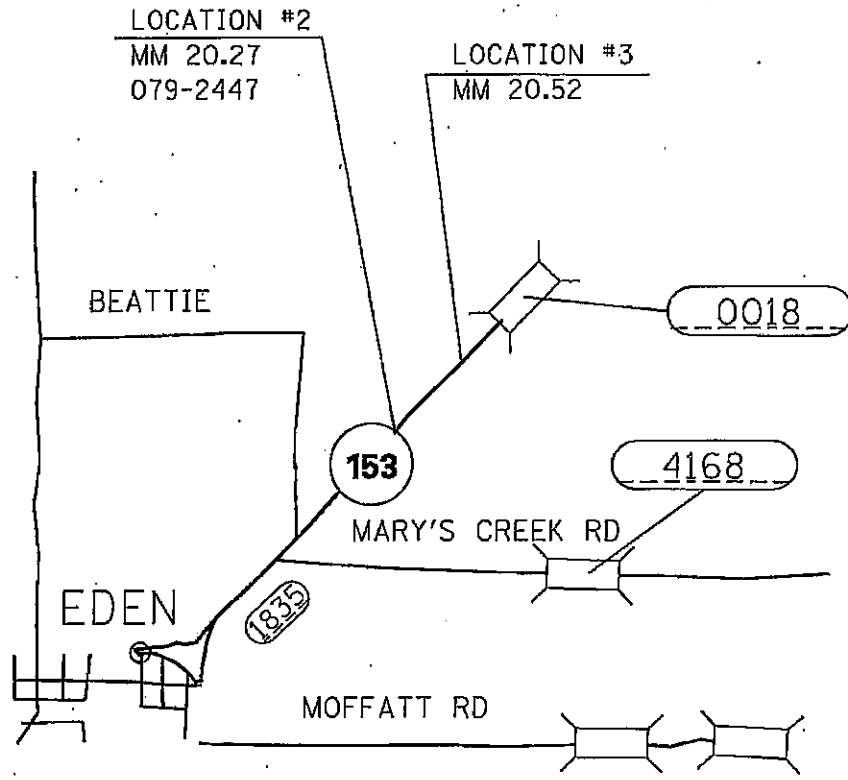 LOCATION #2
MM 20.27
079-2447
LOCATION #3
MM 20.52
BEATTIE
0018
153
4168
MARY'S CREEK RD
1835
EDEN
MOFFATT RD